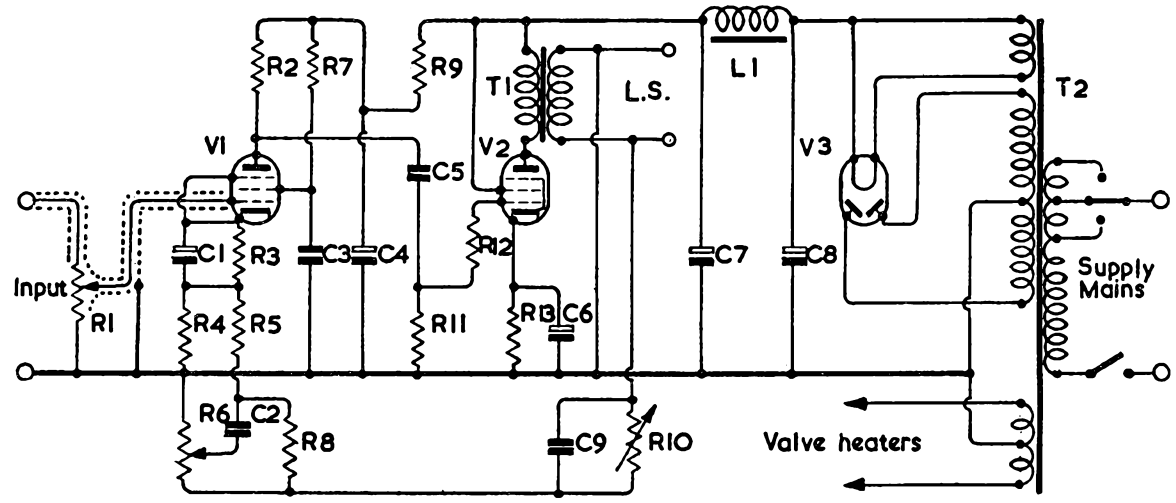 R2
R7
R9
L1
T1
L.S.
T2
V1
V2
V3
C5
Input
R1
C1
R3
C3
C4
R12
C7
C8
Supply
Mains
R4
R5
R11
R13
C6
R6
C2
R8
C9
R10
Valve heaters